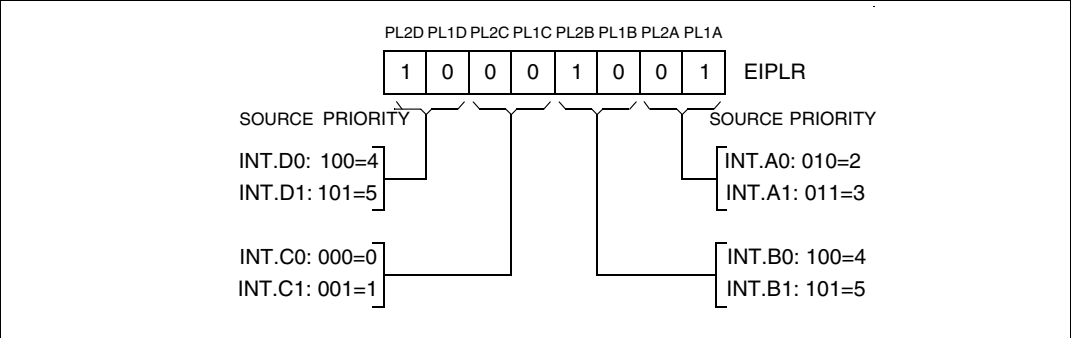 PL2D PL1D PL2C PL1C PL2B PL1B PL2A PL1A
1 0 0 0 1 0 0 1 EIPLR
SOURCE PRIORITY SOURCE PRIORITY
INT.D0: 100=4 INT.A0: 010=2
INT.D1: 101=5 INT.A1: 011=3
INT.C0: 000=0 INT.B0: 100=4
INT.C1: 001=1 INT.B1: 101=5